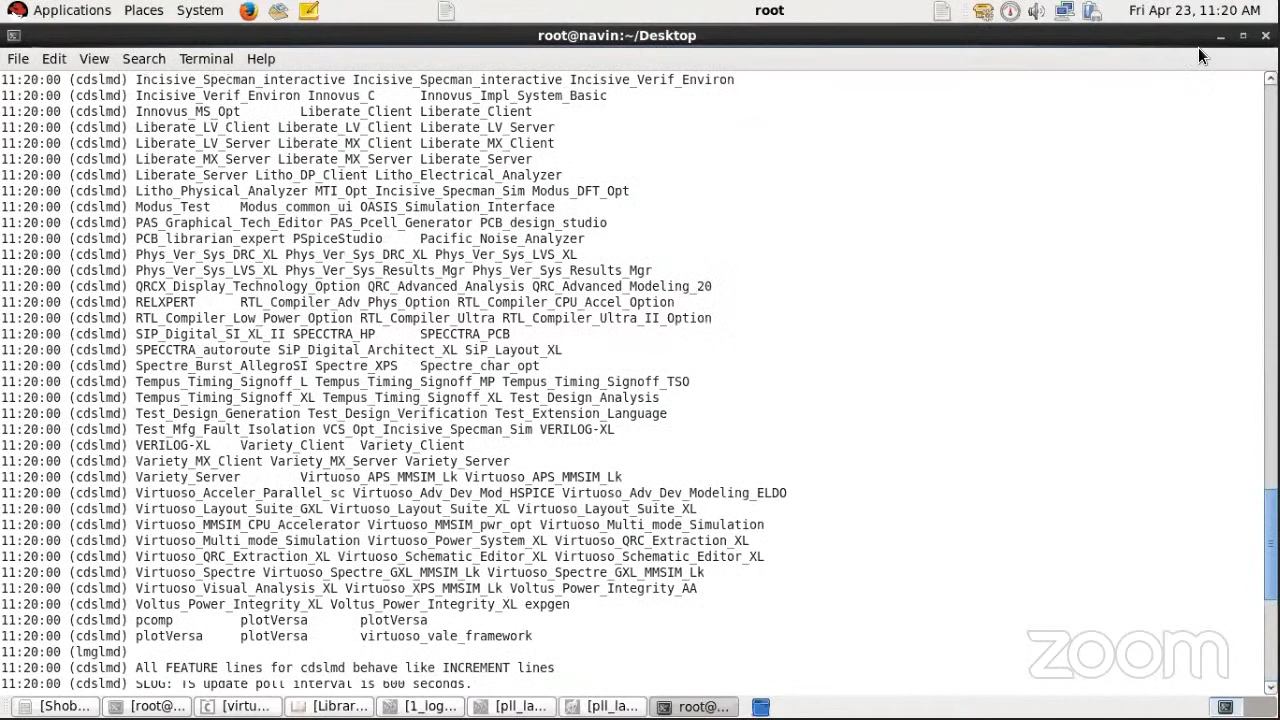 Applications Places System root Fri Apr 23, 11:20 AM
root@navin:~/Desktop
File Edit View Search Terminal Help
11:20:00 (cdslmd) Incisive_Specman_interactive Incisive_Specman_interactive Incisive_Verif_Environ
11:20:00 (cdslmd) Incisive_Verif_Environ Innovus_C Innovus_Impl_System_Basic
11:20:00 (cdslmd) Innovus_MS_Opt Liberate_Client Liberate_Client
11:20:00 (cdslmd) Liberate_LV_Client Liberate_LV_Client Liberate_LV_Server
11:20:00 (cdslmd) Liberate_LV_Server Liberate_MX_Client Liberate_MX_Client
11:20:00 (cdslmd) Liberate_MX_Server Liberate_MX_Server Liberate_Server
11:20:00 (cdslmd) Liberate_Server Litho_DP_Client Litho_Electrical_Analyzer
11:20:00 (cdslmd) Litho_Physical_Analyzer MTI_Opt_Incisive_Specman_Sim Modus_DFT_Opt
11:20:00 (cdslmd) Modus_Test Modus_common_ui OASIS_Simulation_Interface
11:20:00 (cdslmd) PAS_Graphical_Tech_Editor PAS_Pcell_Generator PCB_design_studio
11:20:00 (cdslmd) PCB_librarian_expert PSpiceStudio Pacific_Noise_Analyzer
11:20:00 (cdslmd) Phys_Ver_Sys_DRC_XL Phys_Ver_Sys_DRC_XL Phys_Ver_Sys_LVS_XL
11:20:00 (cdslmd) Phys_Ver_Sys_LVS_XL Phys_Ver_Sys_Results_Mgr Phys_Ver_Sys_Results_Mgr
11:20:00 (cdslmd) QRCX_Display_Technology_Option QRC_Advanced_Analysis QRC_Advanced_Modeling_20
11:20:00 (cdslmd) RELXPERT RTL_Compiler_Adv_Phys_Option RTL_Compiler_CPU_Accel_Option
11:20:00 (cdslmd) RTL_Compiler_Low_Power_Option RTL_Compiler_Ultra RTL_Compiler_Ultra_II_Option
11:20:00 (cdslmd) SIP_Digital_SI_XL_II SPECCTRA_HP SPECCTRA_PCB
11:20:00 (cdslmd) SPECCTRA_autoroute SiP_Digital_Architect_XL SiP_Layout_XL
11:20:00 (cdslmd) Spectre_Burst_AllegroSI Spectre_XPS Spectre_char_opt
11:20:00 (cdslmd) Tempus_Timing_Signoff_L Tempus_Timing_Signoff_MP Tempus_Timing_Signoff_TSO
11:20:00 (cdslmd) Tempus_Timing_Signoff_XL Tempus_Timing_Signoff_XL Test_Design_Analysis
11:20:00 (cdslmd) Test_Design_Generation Test_Design_Verification Test_Extension_Language
11:20:00 (cdslmd) Test_Mfg_Fault_Isolation VCS_Opt_Incisive_Specman_Sim VERILOG-XL
11:20:00 (cdslmd) VERILOG-XL Variety_Client Variety_Client
11:20:00 (cdslmd) Variety_MX_Client Variety_MX_Server Variety_Server
11:20:00 (cdslmd) Variety_Server Virtuoso_APS_MMSIM_Lk Virtuoso_APS_MMSIM_Lk
11:20:00 (cdslmd) Virtuoso_Acceler_Parallel_sc Virtuoso_Adv_Dev_Mod_HSPICE Virtuoso_Adv_Dev_Modeling_ELDO
11:20:00 (cdslmd) Virtuoso_Layout_Suite_GXL Virtuoso_Layout_Suite_XL Virtuoso_Layout_Suite_XL
11:20:00 (cdslmd) Virtuoso_MMSIM_CPU_Accelerator Virtuoso_MMSIM_pwr_opt Virtuoso_Multi_mode_Simulation
11:20:00 (cdslmd) Virtuoso_Multi_mode_Simulation Virtuoso_Power_System_XL Virtuoso_QRC_Extraction_XL
11:20:00 (cdslmd) Virtuoso_QRC_Extraction_XL Virtuoso_Schematic_Editor_XL Virtuoso_Schematic_Editor_XL
11:20:00 (cdslmd) Virtuoso_Spectre Virtuoso_Spectre_GXL_MMSIM_Lk Virtuoso_Spectre_GXL_MMSIM_Lk
11:20:00 (cdslmd) Virtuoso_Visual_Analysis_XL Virtuoso_XPS_MMSIM_Lk Voltus_Power_Integrity_AA
11:20:00 (cdslmd) Voltus_Power_Integrity_XL Voltus_Power_Integrity_XL expgen
11:20:00 (cdslmd) pcomp plotVersa plotVersa
11:20:00 (cdslmd) plotVersa plotVersa virtuoso_vale_framework
11:20:00 (lmglmd)
11:20:00 (cdslmd) All FEATURE lines for cdslmd behave like INCREMENT lines
11:20:00 (cdslmd) SLOG: TS update poll interval is 600 seconds.
zoom
[Shob... [root@... [virtu... [Librar... [1_log... [pll_la... [pll_la... root@...